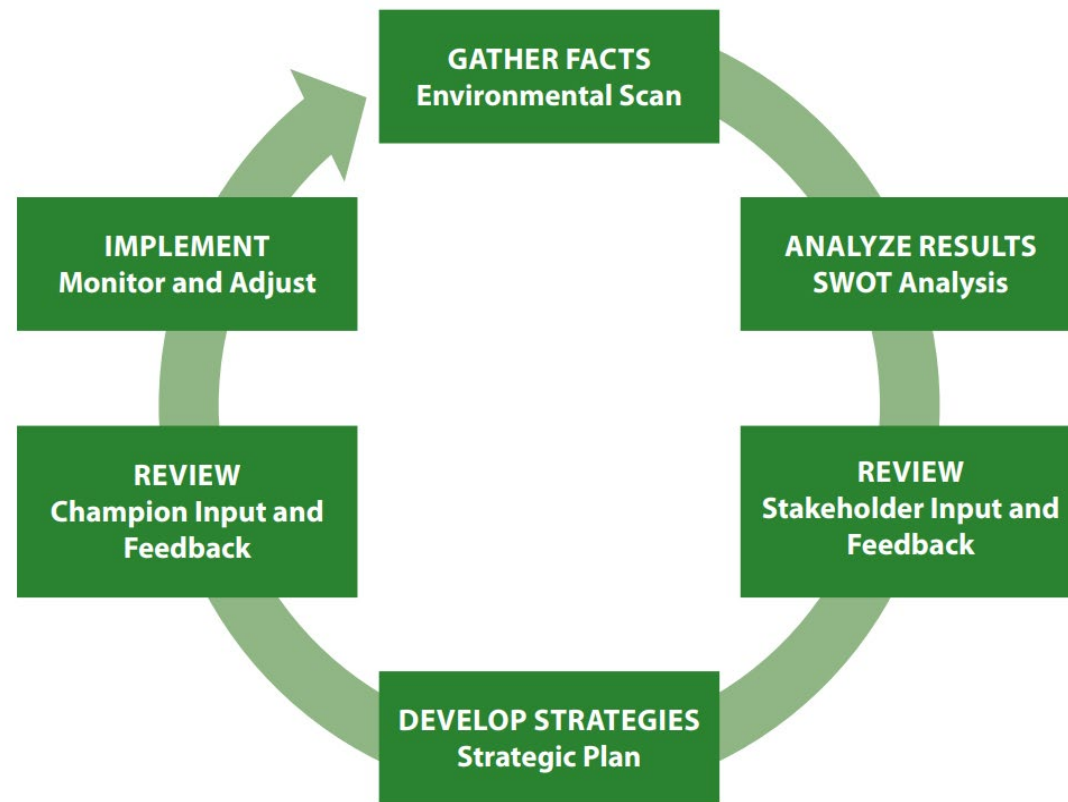 GATHER FACTS
Environmental Scan
ANALYZE RESULTS
SWOT Analysis
REVIEW
Stakeholder Input and
Feedback
DEVELOP STRATEGIES
Strategic Plan
REVIEW
Champion Input and
Feedback
IMPLEMENT
Monitor and Adjust